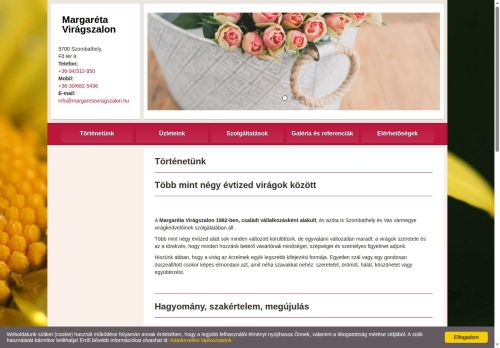 Margaréta
Virágszalon
9700 Szombathely,
Fő tér 8.
Telefon:
+36-94/312-950
Mobil:
+36-30/682-5436
E-mail:
info@margaretaviragszalon.hu
Történetünk
Üzleteink
Szolgáltatások
Galéria és referenciák
Elérhetőségek
Történetünk
Több mint négy évtized virágok között
A Margaréta Virágszalon 1982-ben, családi vállalkozásként alakult, és azóta is Szombathely és Vas vármegye
virágkedvelőinek szolgálatában áll.
Több mint négy évtized alatt sok minden változott körülöttünk, de egyvalami változatlan maradt: a virágok szeretete és
az a törekvés, hogy minden hozzánk betérő vásárlónak minőséget, szépséget és személyes figyelmet adjunk.
Hiszünk abban, hogy a virág az érzelmek egyik legszebb kifejezési formája. Egyetlen szál vagy egy gondosan
összeállított csokor képes elmondani azt, amit néha szavakkal nehéz: szeretetet, örömöt, hálát, köszönetet vagy
együttérzést.
Hagyomány, szakértelem, megújulás
Weboldalunk sütiket (cookie) használ működése folyamán annak érdekében, hogy a legjobb felhasználói élményt nyújthassa Önnek, valamint a látogatottság mérése céljából. A sütik
használatát bármikor letilthatja! Erről bővebb információkat olvashat itt: Adatkezelési tájékoztatónk
Elfogadom